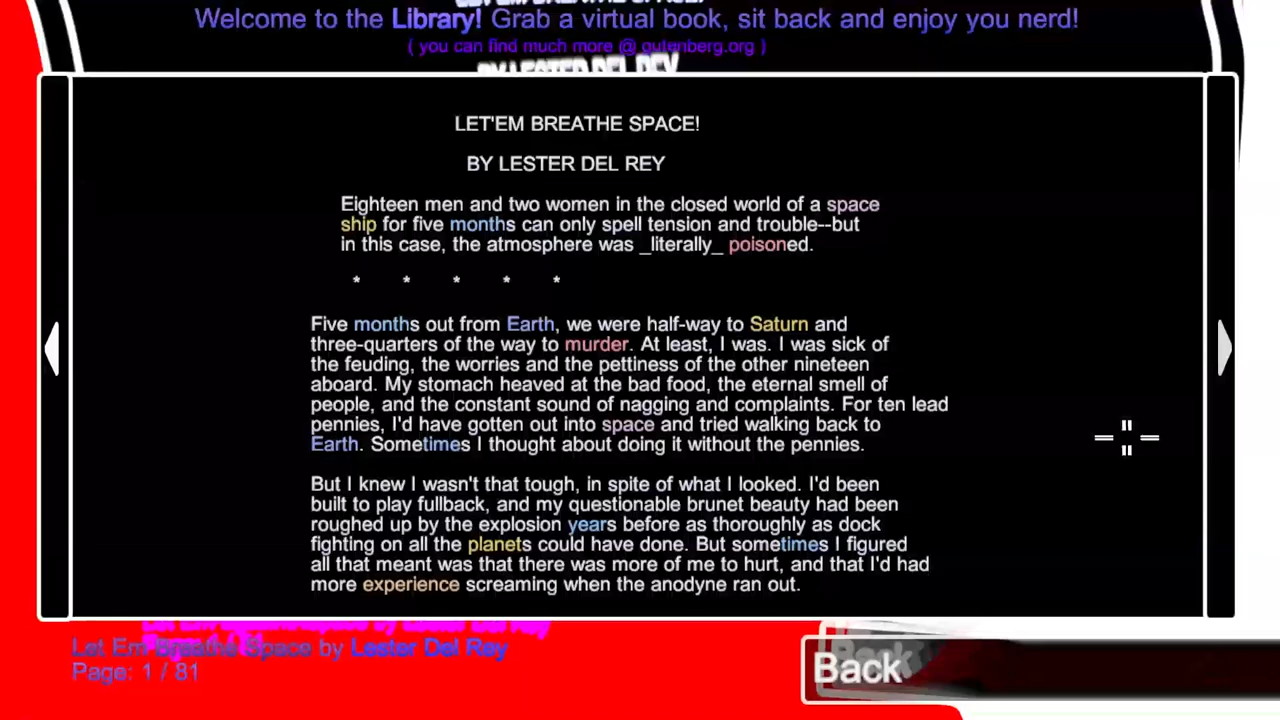 Welcome to the Library! Grab a virtual book, sit back and enjoy you nerd!
( you can find much more @ gutenberg.org )
BY LESTER DEL REY
LET'EM BREATHE SPACE!
BY LESTER DEL REY
Eighteen men and two women in the closed world of a space
ship for five months can only spell tension and trouble--but
in this case, the atmosphere was _literally_ poisoned.
* * * * *
Five months out from Earth, we were half-way to Saturn and
three-quarters of the way to murder. At least, I was. I was sick of
the feuding, the worries and the pettiness of the other nineteen
aboard. My stomach heaved at the bad food, the eternal smell of
people, and the constant sound of nagging and complaints. For ten lead
pennies, I'd have gotten out into space and tried walking back to
Earth. Sometimes I thought about doing it without the pennies.
But I knew I wasn't that tough, in spite of what I looked. I'd been
built to play fullback, and my questionable brunet beauty had been
roughed up by the explosion years before as thoroughly as dock
fighting on all the planets could have done. But sometimes I figured
all that meant was that there was more of me to hurt, and that I'd had
more experience screaming when the anodyne ran out.
Let Em Breathe Space by Lester Del Rey
Page: 1 / 81
Back